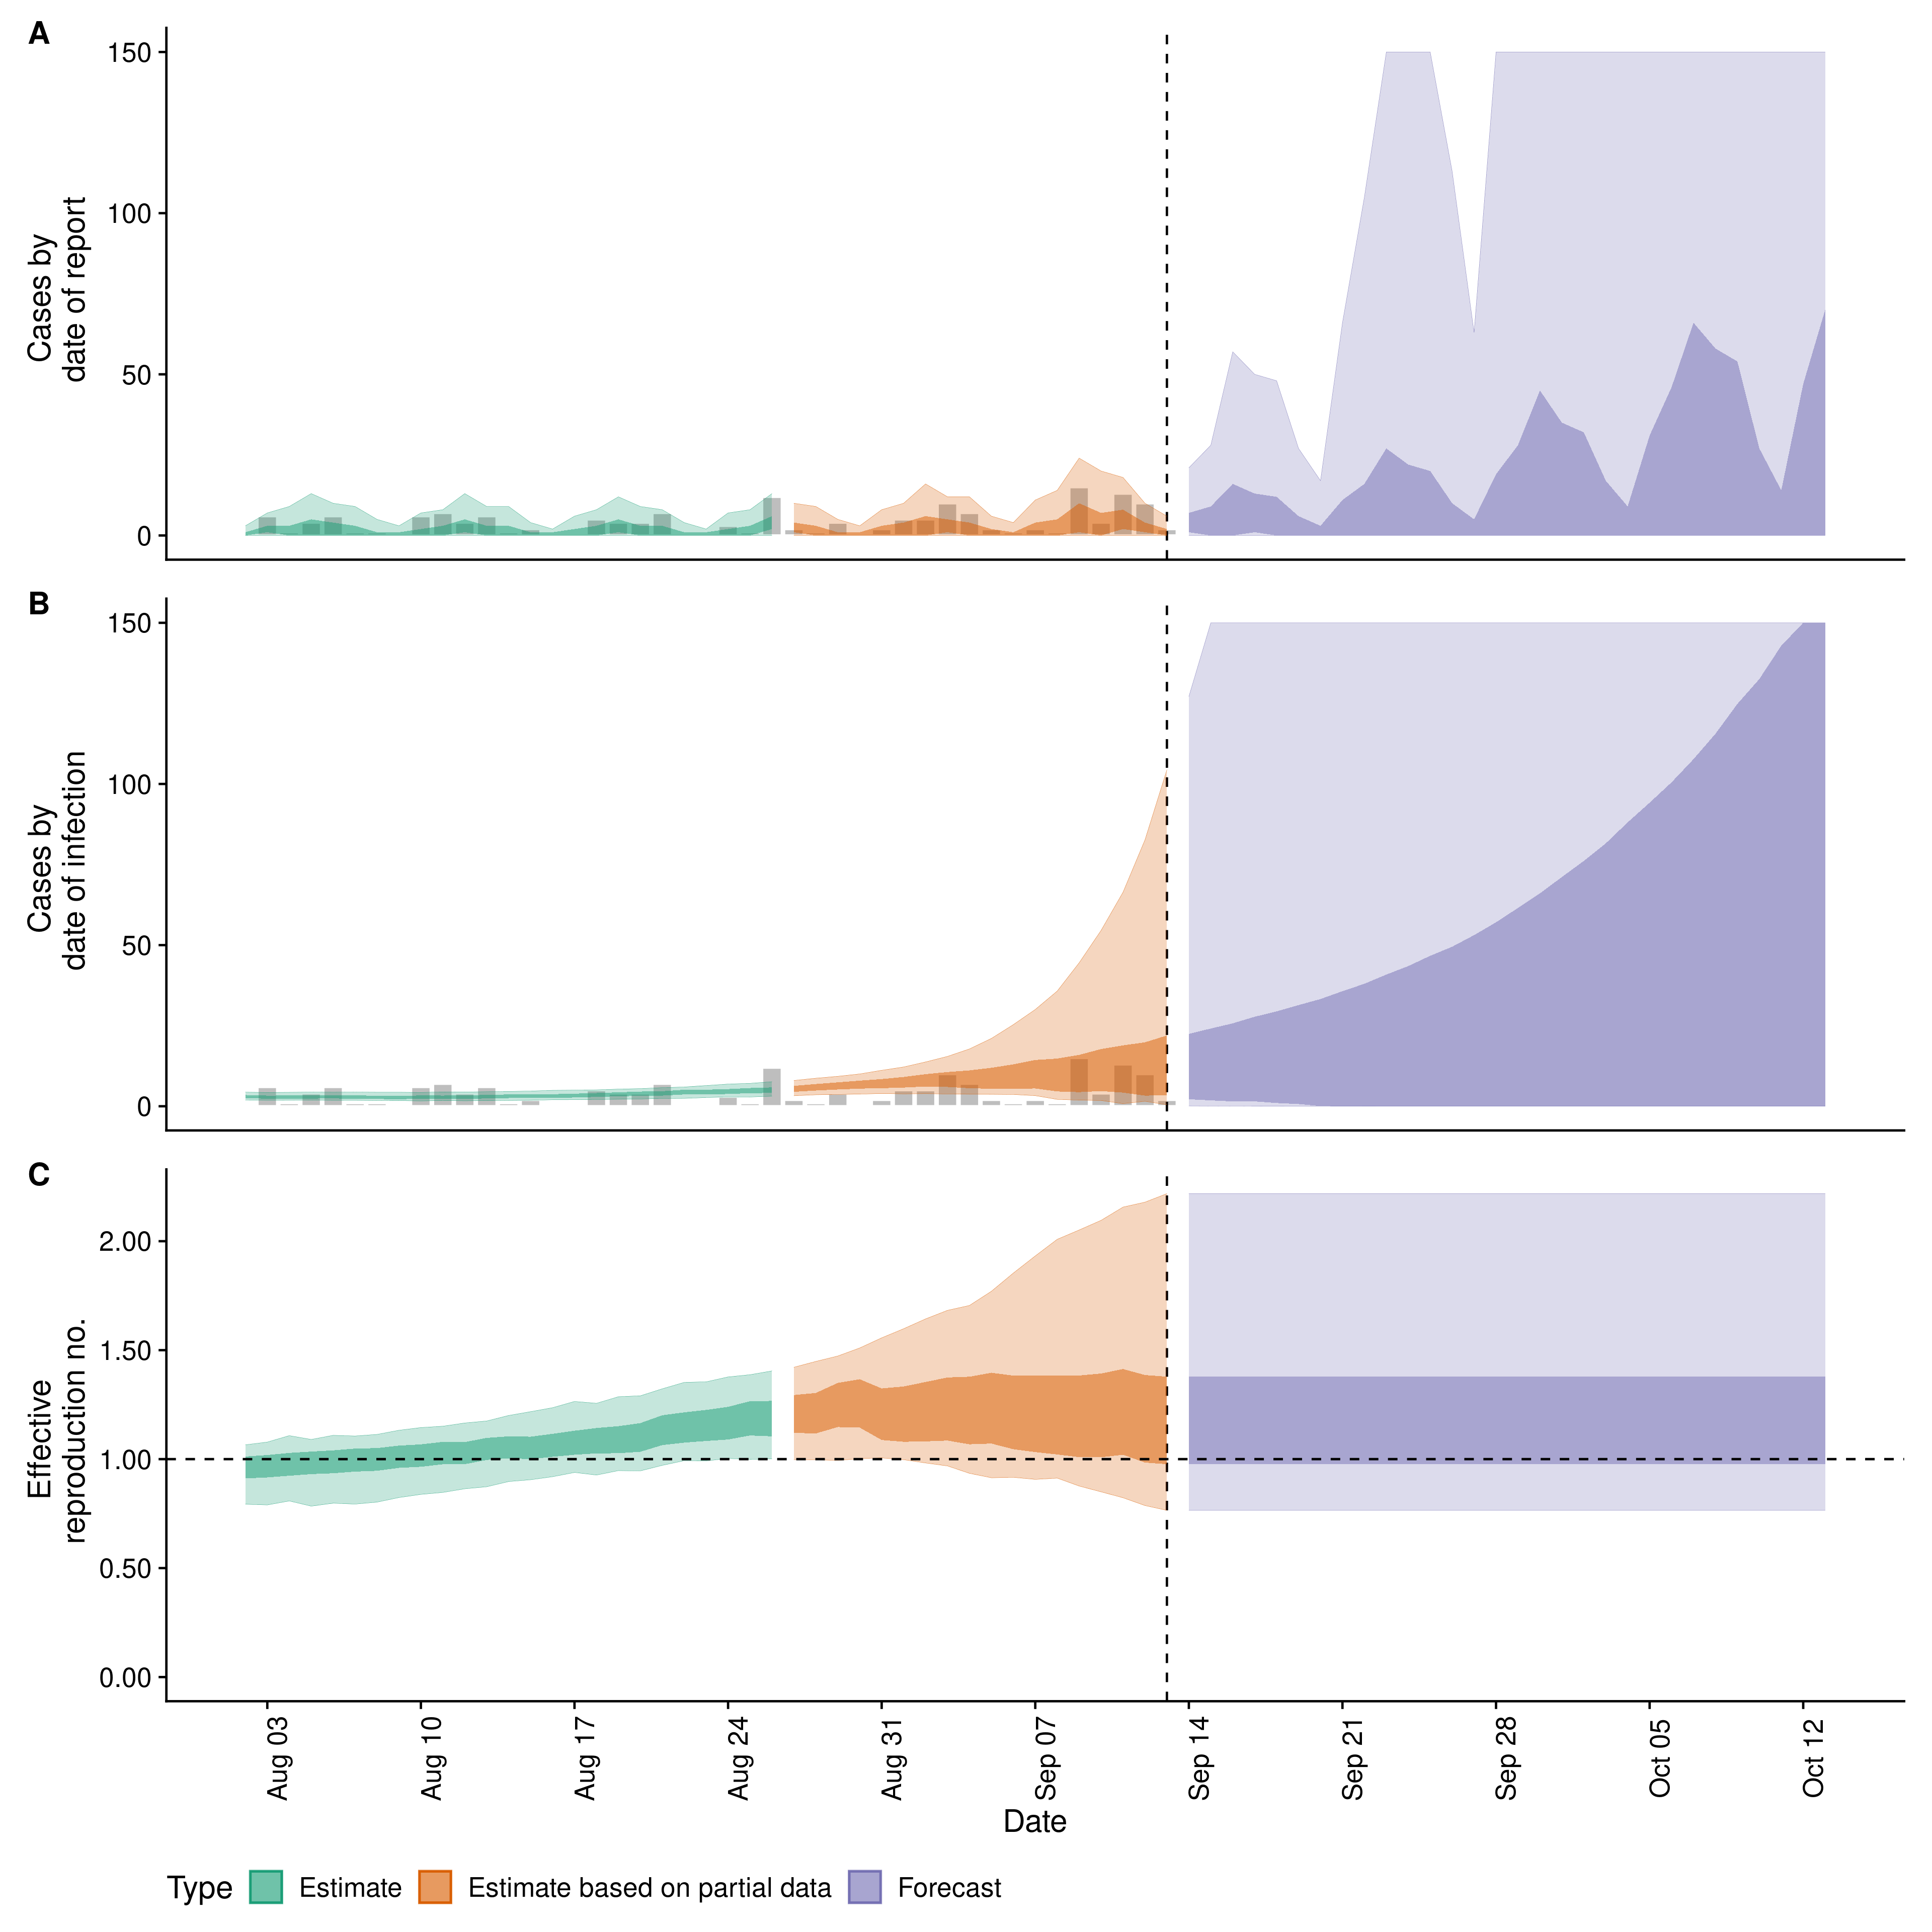 A
150
100
50
0
Cases by
date of report
B
150
100
50
0
Cases by
date of infection
C
2.00
1.50
1.00
0.50
0.00
Effective
reproduction no.
Aug 03
Aug 10
Aug 17
Aug 24
Aug 31
Sep 07
Sep 14
Sep 21
Sep 28
Oct 05
Oct 12
Date
Type Estimate Estimate based on partial data Forecast